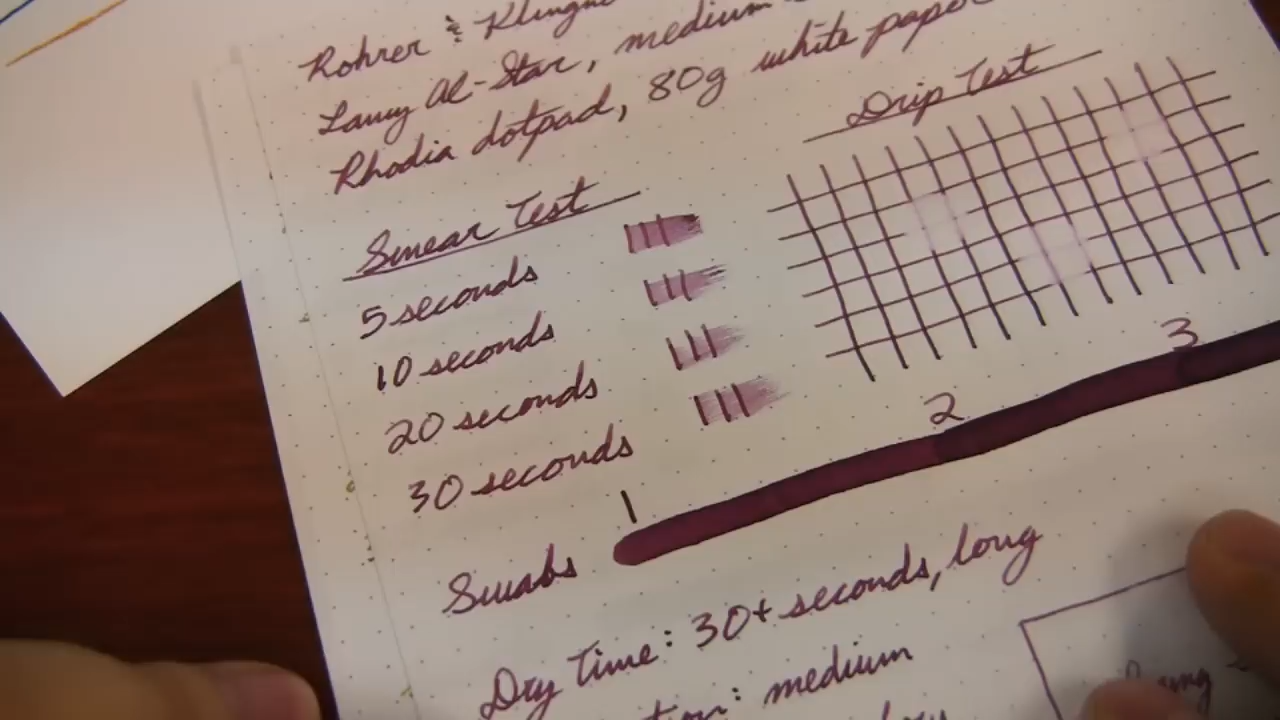 Rohrer &
Lamy Al-Star, medium
Rhodia dotpad, 80g white paper
Drip Test
Smear Test
5 seconds
10 seconds
20 seconds
30 seconds
3
2
1
Swabs
Dry Time: 30+ seconds, long
medium